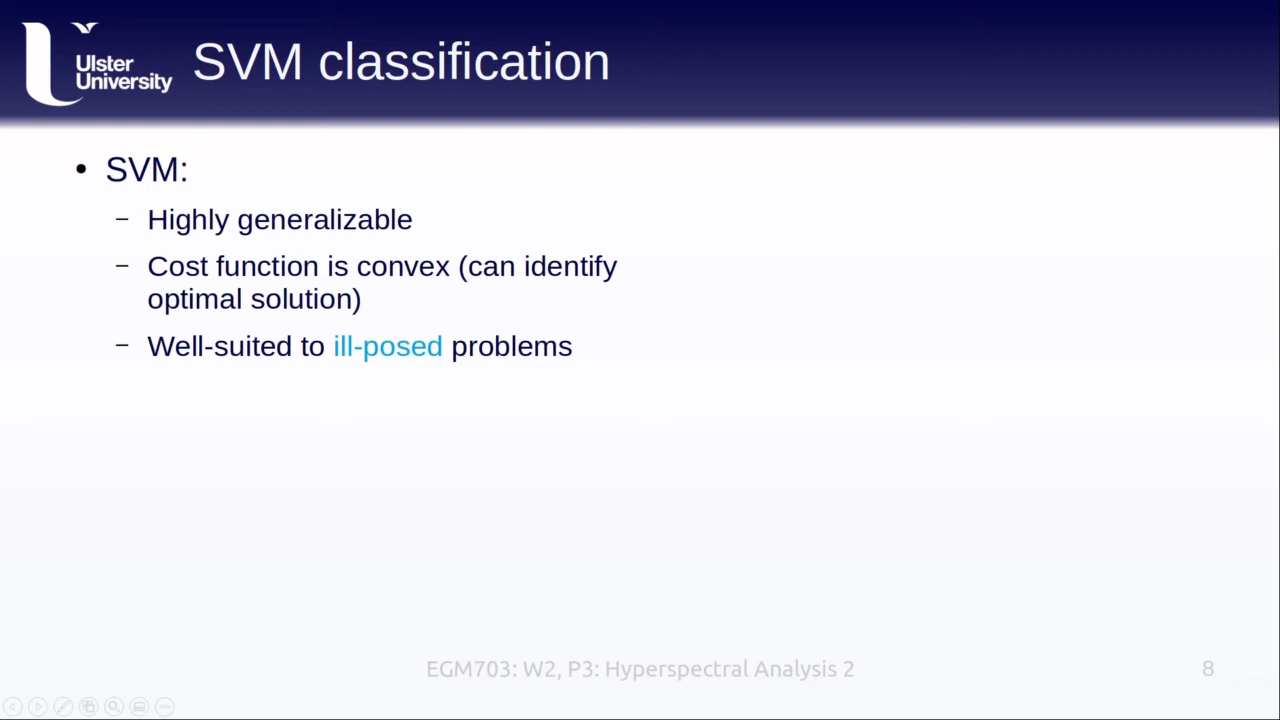 Ulster
University
SVM classification
• SVM:
– Highly generalizable
– Cost function is convex (can identify
optimal solution)
– Well-suited to ill-posed problems
EGM703: W2, P3: Hyperspectral Analysis 2
8